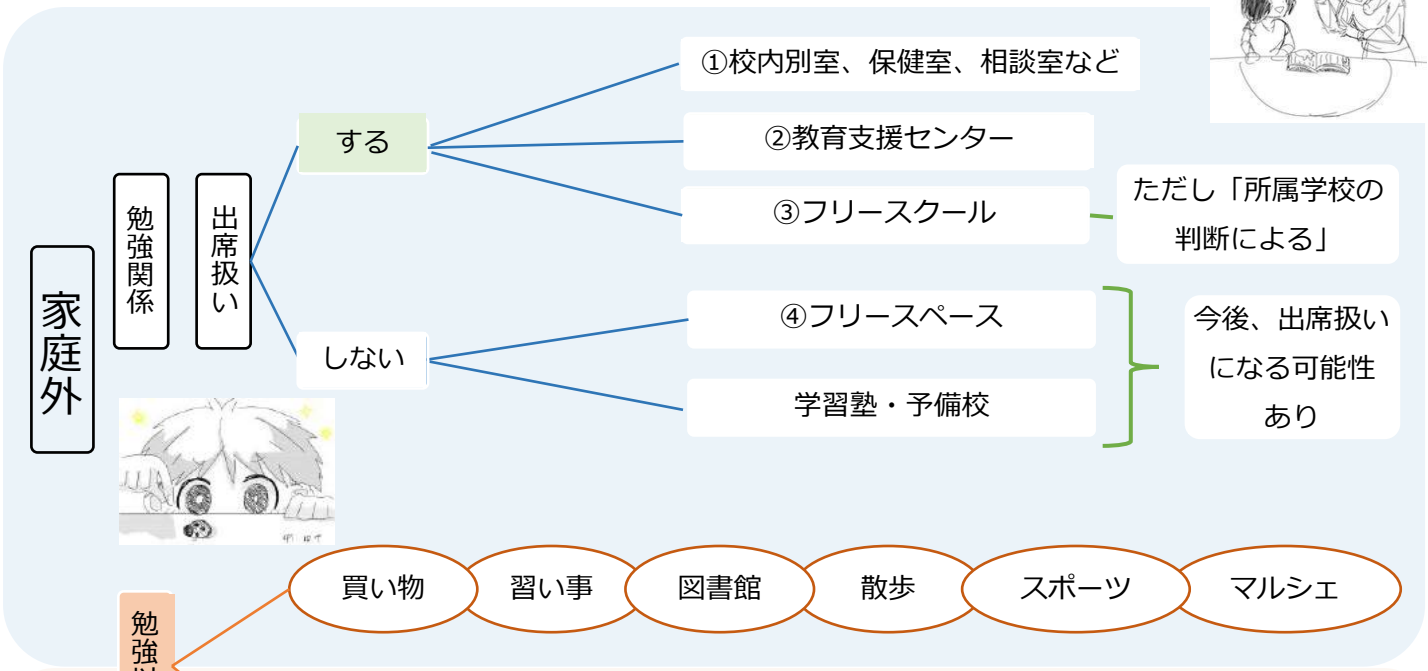 家庭外
勉強関係
出席扱い
する
①校内別室、保健室、相談室など
②教育支援センター
③フリースクール
ただし「所属学校の
判断による」
しない
④フリースペース
学習塾・予備校
今後、出席扱い
になる可能性
あり
買い物
習い事
図書館
散歩
スポーツ
マルシェ
勉強